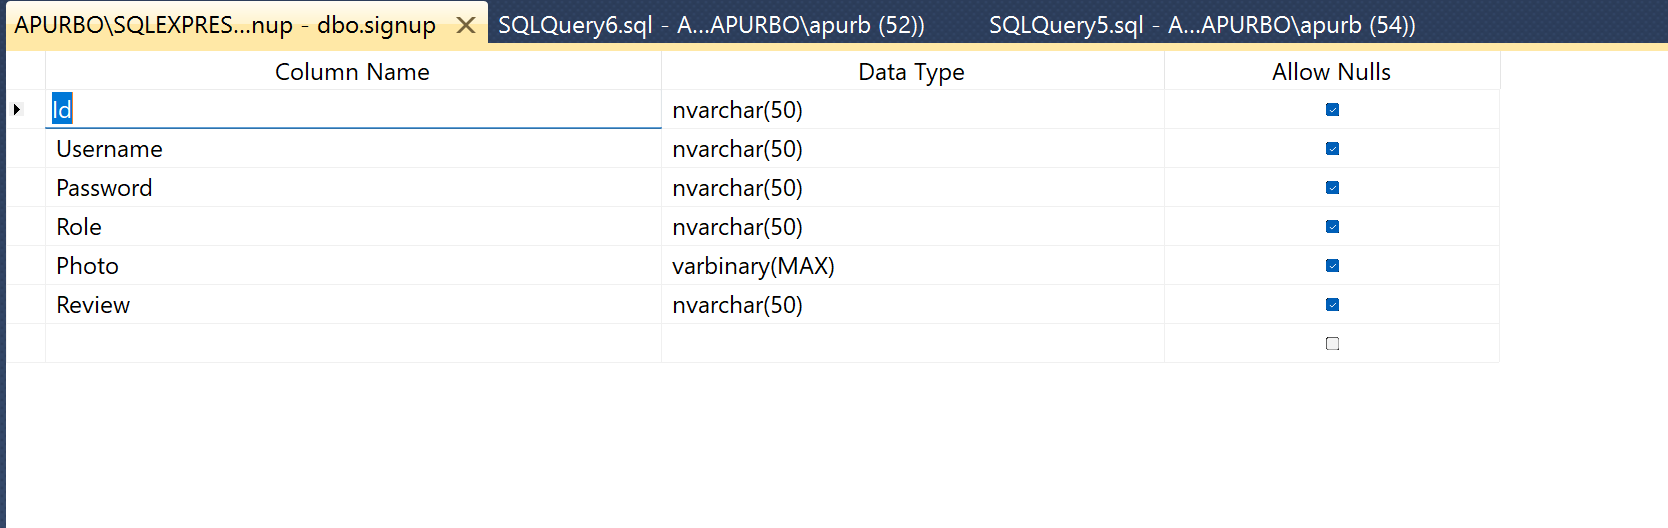 APURBO\SQLEXPRES...nup - dbo.signup SQLQuery6.sql - A...APURBO\apurb (52)) SQLQuery5.sql - A...APURBO\apurb (54))
Column Name Data Type Allow Nulls
Id nvarchar(50)
Username nvarchar(50)
Password nvarchar(50)
Role nvarchar(50)
Photo varbinary(MAX)
Review nvarchar(50)